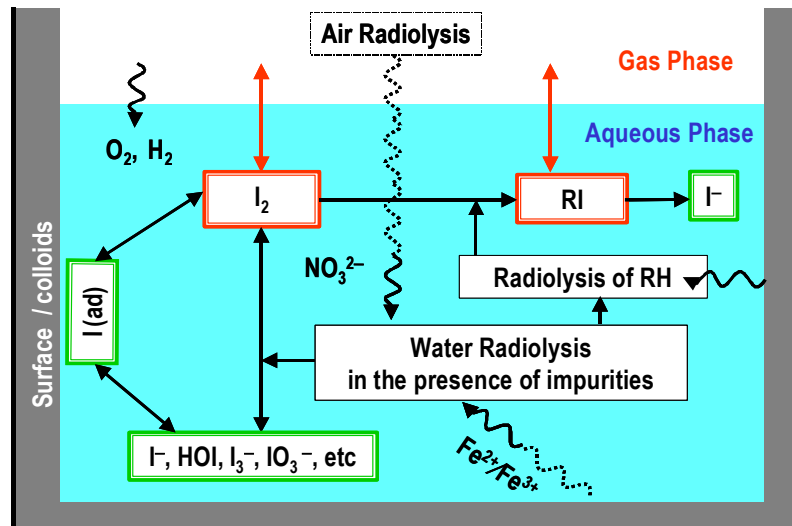 Air Radiolysis
Gas Phase
Aqueous Phase
O₂, H₂
I₂
RI
I⁻
NO₃²⁻
Radiolysis of RH
Surface / colloids
I (ad)
Water Radiolysis
in the presence of impurities
I⁻, HOI, I₃⁻, IO₃⁻, etc
Fe²⁺/Fe³⁺